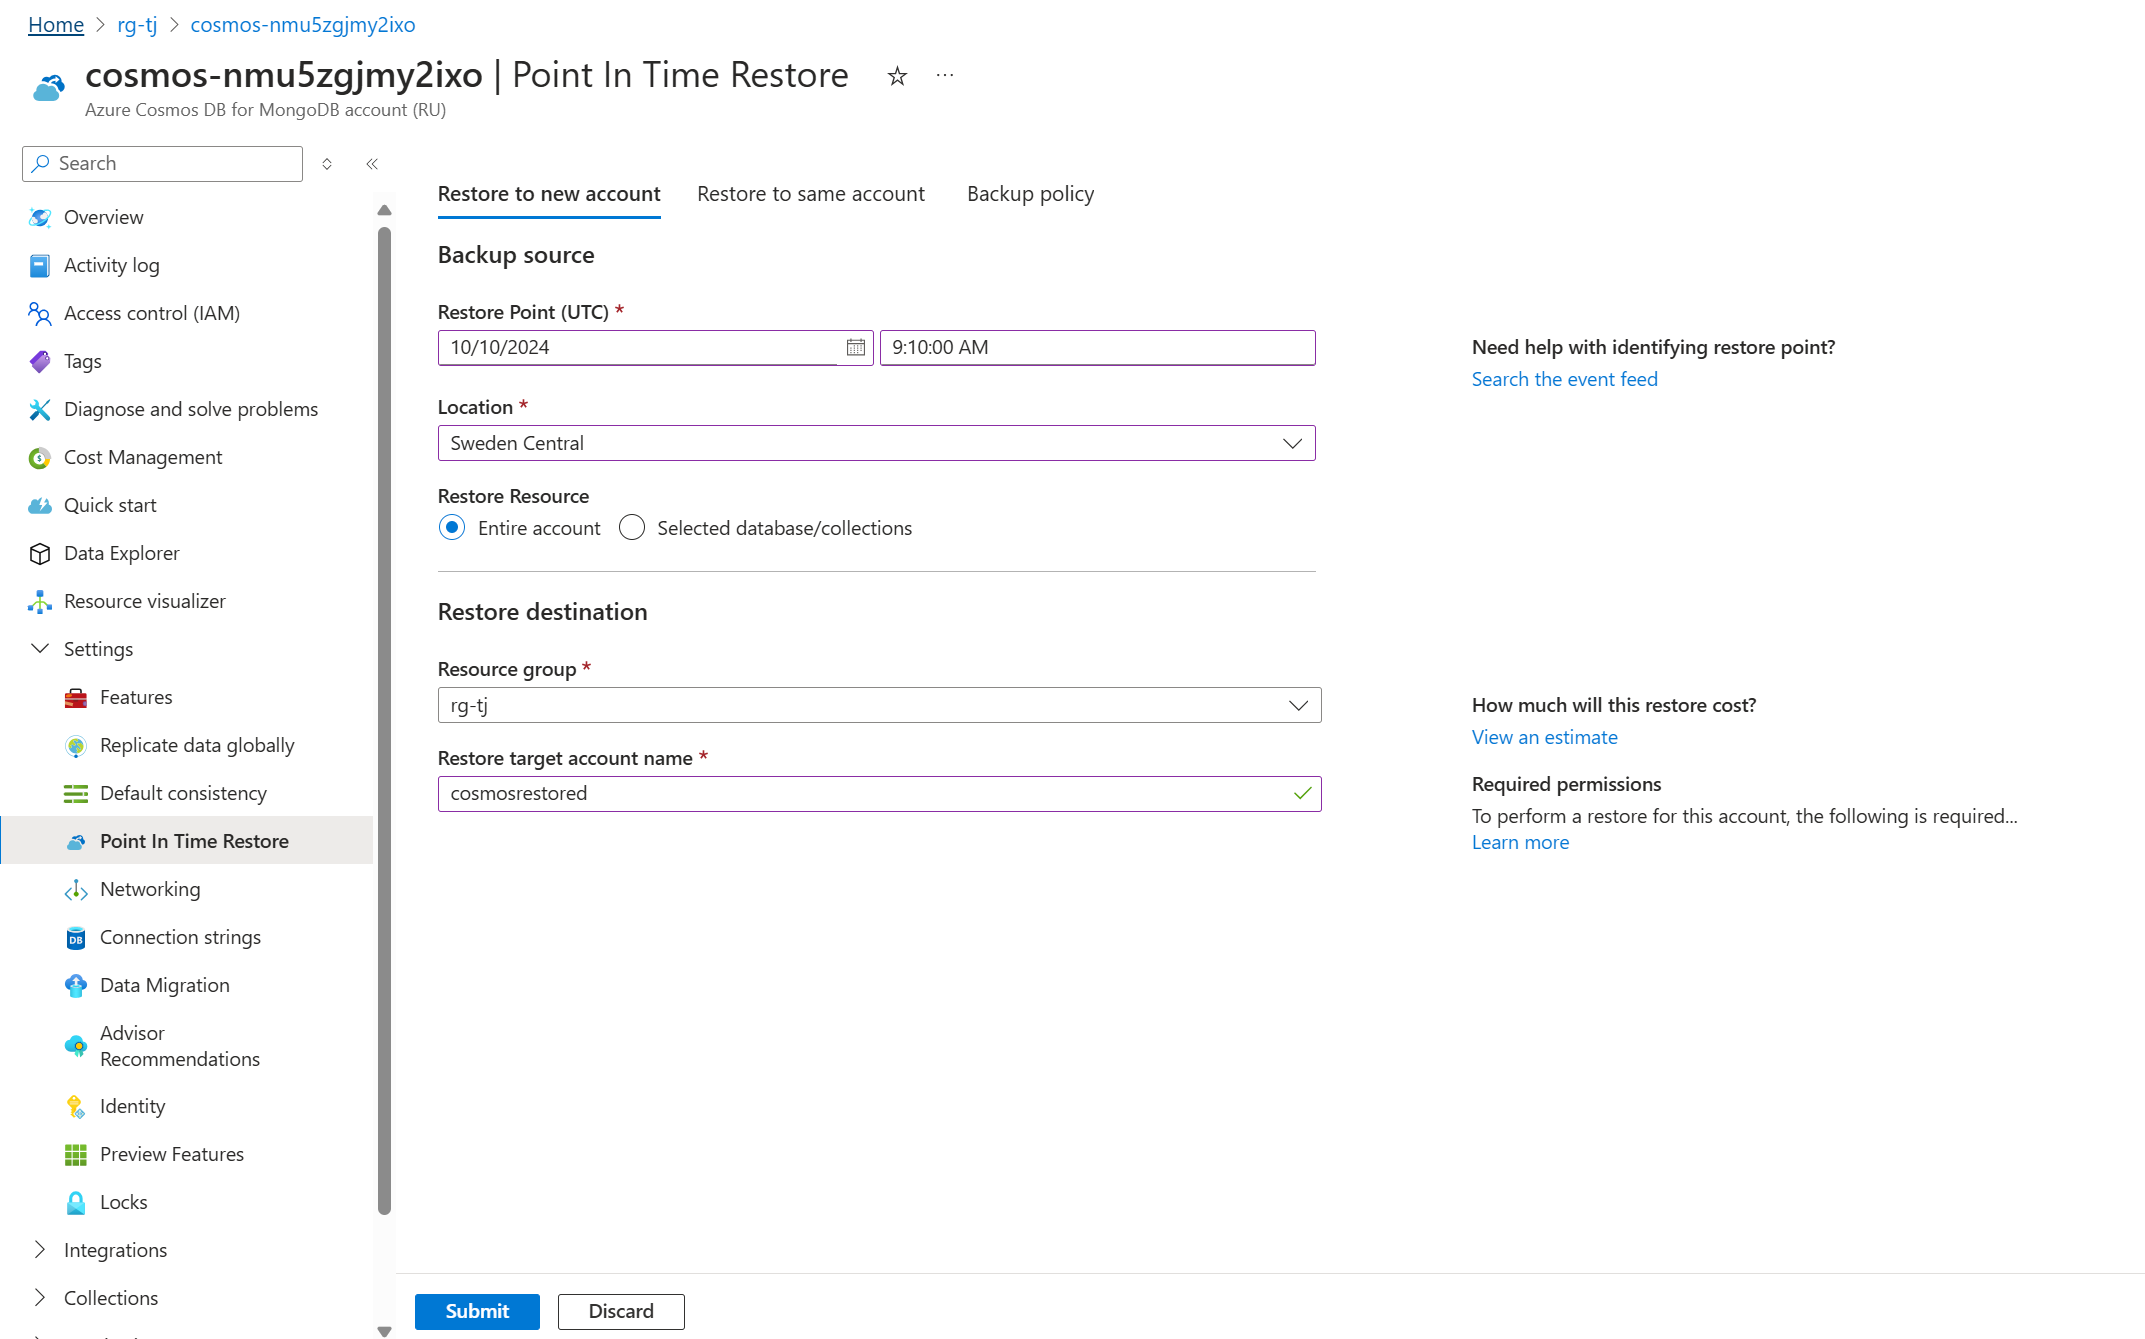 Home > rg-tj > cosmos-nmu5zgjmy2ixo
cosmos-nmu5zgjmy2ixo | Point In Time Restore
Azure Cosmos DB for MongoDB account (RU)
Search
Overview
Activity log
Access control (IAM)
Tags
Diagnose and solve problems
Cost Management
Quick start
Data Explorer
Resource visualizer
Settings
Features
Replicate data globally
Default consistency
Point In Time Restore
Networking
Connection strings
Data Migration
Advisor
Recommendations
Identity
Preview Features
Locks
Integrations
Collections
Restore to new account Restore to same account Backup policy
Backup source
Restore Point (UTC) *
10/10/2024 9:10:00 AM
Location *
Sweden Central
Restore Resource
Entire account Selected database/collections
Restore destination
Resource group *
rg-tj
Restore target account name *
cosmosrestored
Need help with identifying restore point?
Search the event feed
How much will this restore cost?
View an estimate
Required permissions
To perform a restore for this account, the following is required...
Learn more
Submit Discard